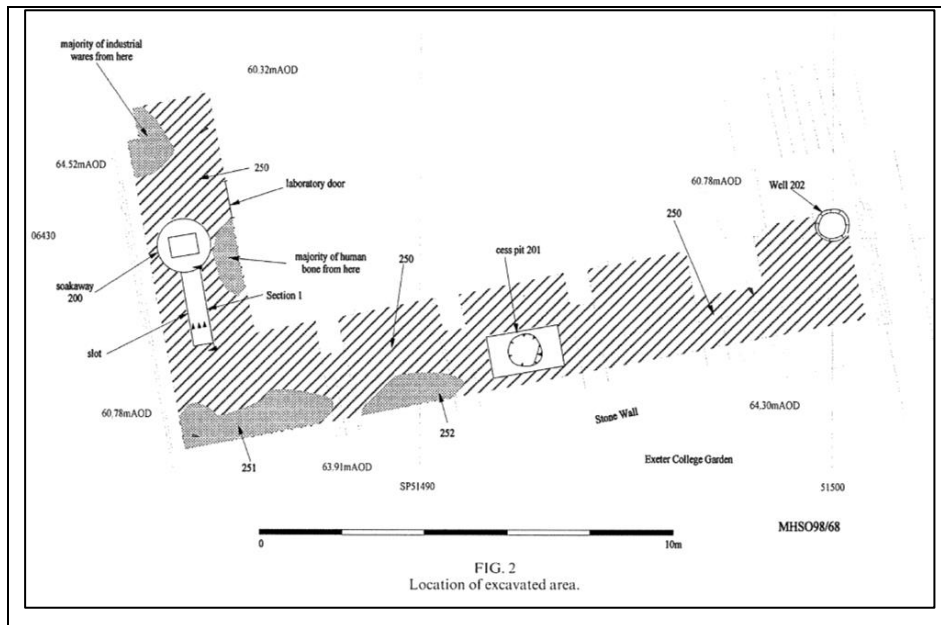 majority of industrial
wares from here
60.32mAOD
64.52mAOD
250
laboratory door
60.78mAOD
Well 202
06430
majority of human
bone from here
250
cess pit 201
250
soakaway
200
Section 1
slot
60.78mAOD
252
Stone Wall
64.30mAOD
251
63.91mAOD
Exeter College Garden
SP51490
51500
MHSO98/68
0
10m
FIG. 2
Location of excavated area.